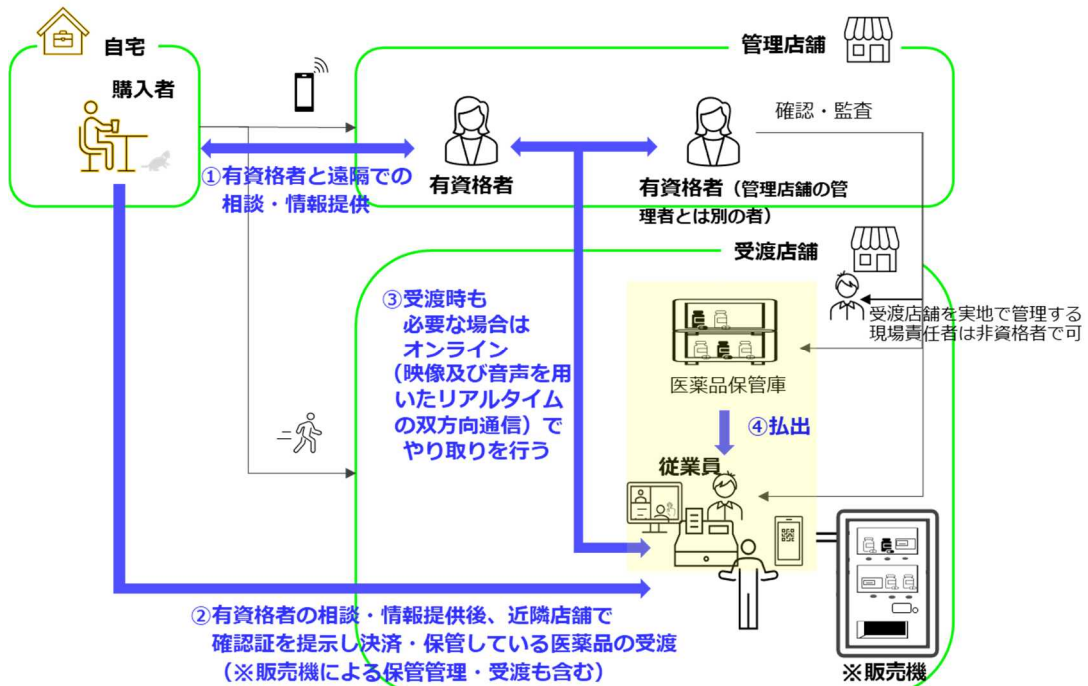 自宅
購入者
管理店舗
確認・監査
有資格者
有資格者（管理店舗の管
理者とは別の者）
①有資格者と遠隔での
相談・情報提供
受渡店舗
受渡店舗を実地で管理する
現場責任者は非資格者で可
③受渡時も
必要な場合は
オンライン
（映像及び音声を用
いたリアルタイム
の双方向通信）で
やり取りを行う
医薬品保管庫
④払出
従業員
②有資格者の相談・情報提供後、近隣店舗で
確認証を提示し決済・保管している医薬品の受渡
（※販売機による保管管理・受渡も含む）
※販売機